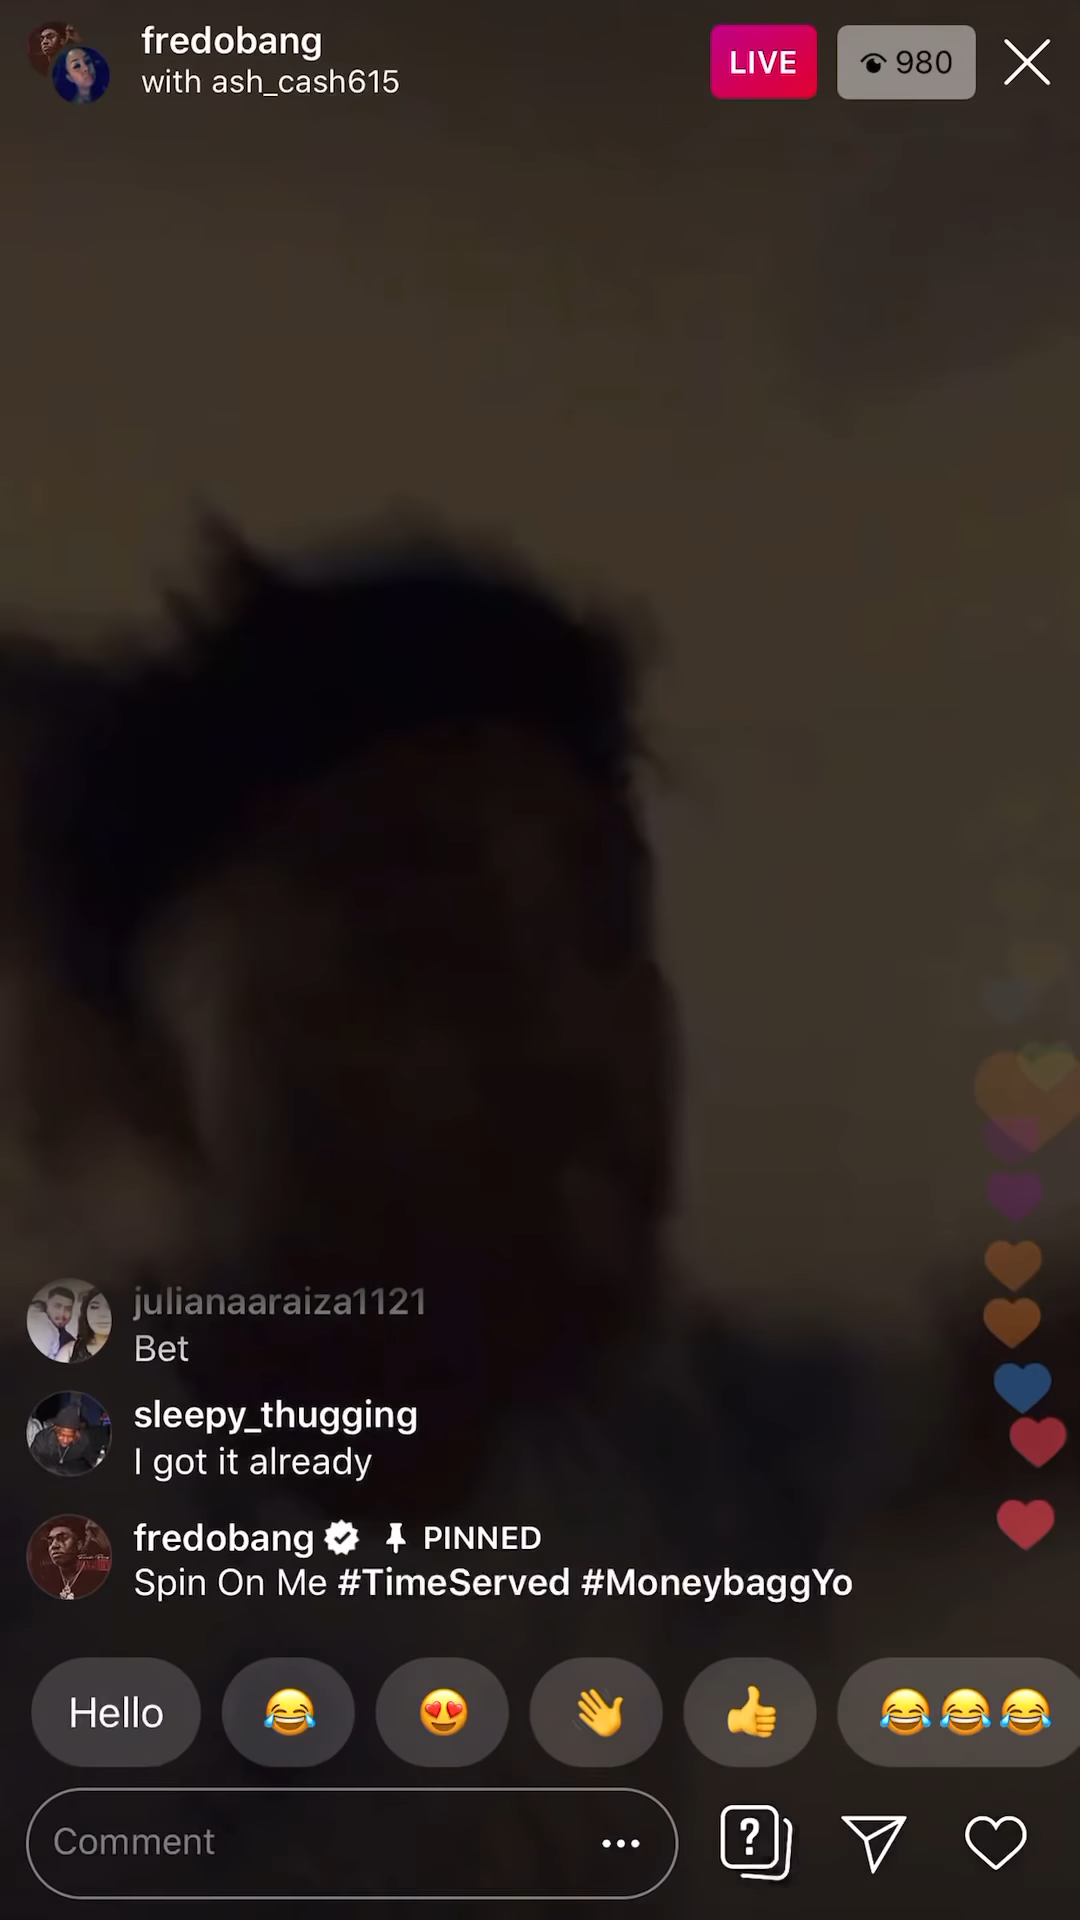 fredobang
with ash_cash615
LIVE
980
julianaaraiza1121
Bet
sleepy_thugging
I got it already
fredobang PINNED
Spin On Me #TimeServed #MoneybaggYo
Hello
Comment